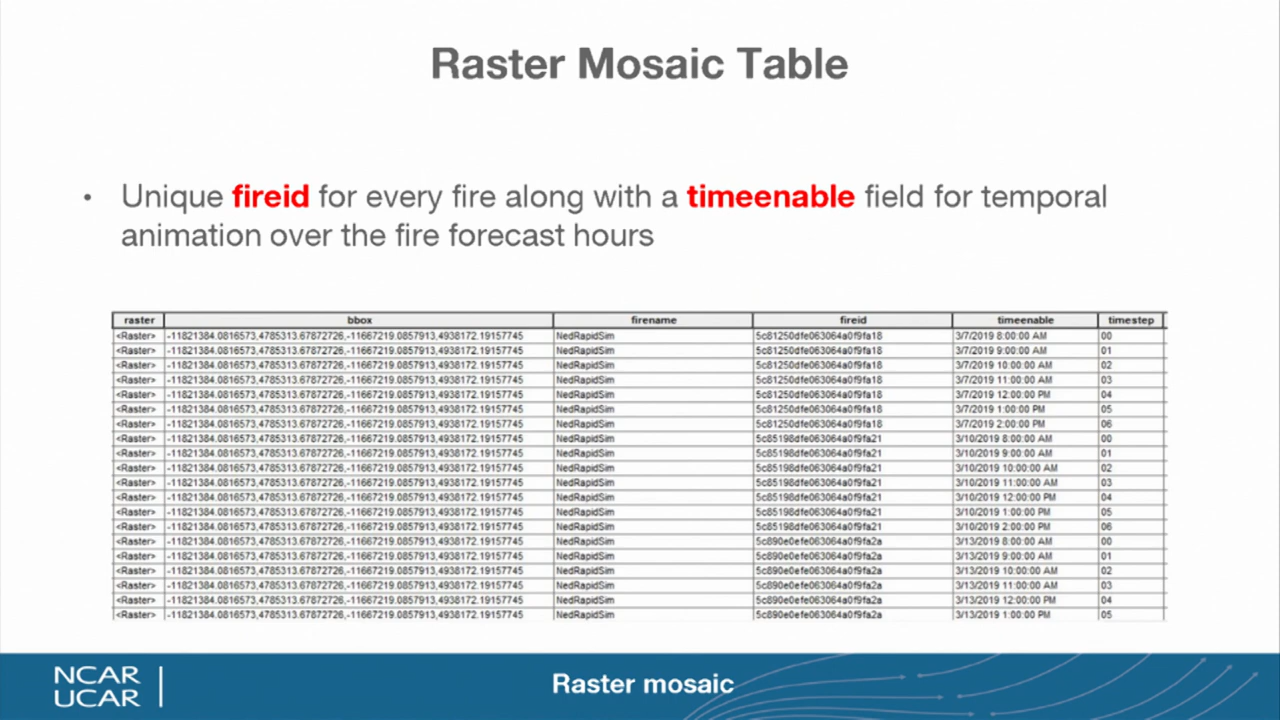 Raster Mosaic Table
• Unique fireid for every fire along with a timeenable field for temporal
animation over the fire forecast hours
raster bbox firename fireid timeenable timestep
<Raster> -11821384.0816573,4785313.67872726,-11667219.0857913,4938172.19157745 NedRapidSim 5c81250dfe063064a0f9fa18 3/7/2019 8:00:00 AM 00
<Raster> -11821384.0816573,4785313.67872726,-11667219.0857913,4938172.19157745 NedRapidSim 5c81250dfe063064a0f9fa18 3/7/2019 9:00:00 AM 01
<Raster> -11821384.0816573,4785313.67872726,-11667219.0857913,4938172.19157745 NedRapidSim 5c81250dfe063064a0f9fa18 3/7/2019 10:00:00 AM 02
<Raster> -11821384.0816573,4785313.67872726,-11667219.0857913,4938172.19157745 NedRapidSim 5c81250dfe063064a0f9fa18 3/7/2019 11:00:00 AM 03
<Raster> -11821384.0816573,4785313.67872726,-11667219.0857913,4938172.19157745 NedRapidSim 5c81250dfe063064a0f9fa18 3/7/2019 12:00:00 PM 04
<Raster> -11821384.0816573,4785313.67872726,-11667219.0857913,4938172.19157745 NedRapidSim 5c81250dfe063064a0f9fa18 3/7/2019 1:00:00 PM 05
<Raster> -11821384.0816573,4785313.67872726,-11667219.0857913,4938172.19157745 NedRapidSim 5c81250dfe063064a0f9fa18 3/7/2019 2:00:00 PM 06
<Raster> -11821384.0816573,4785313.67872726,-11667219.0857913,4938172.19157745 NedRapidSim 5c85198dfe063064a0f9fa21 3/10/2019 8:00:00 AM 00
<Raster> -11821384.0816573,4785313.67872726,-11667219.0857913,4938172.19157745 NedRapidSim 5c85198dfe063064a0f9fa21 3/10/2019 9:00:00 AM 01
<Raster> -11821384.0816573,4785313.67872726,-11667219.0857913,4938172.19157745 NedRapidSim 5c85198dfe063064a0f9fa21 3/10/2019 10:00:00 AM 02
<Raster> -11821384.0816573,4785313.67872726,-11667219.0857913,4938172.19157745 NedRapidSim 5c85198dfe063064a0f9fa21 3/10/2019 11:00:00 AM 03
<Raster> -11821384.0816573,4785313.67872726,-11667219.0857913,4938172.19157745 NedRapidSim 5c85198dfe063064a0f9fa21 3/10/2019 12:00:00 PM 04
<Raster> -11821384.0816573,4785313.67872726,-11667219.0857913,4938172.19157745 NedRapidSim 5c85198dfe063064a0f9fa21 3/10/2019 1:00:00 PM 05
<Raster> -11821384.0816573,4785313.67872726,-11667219.0857913,4938172.19157745 NedRapidSim 5c85198dfe063064a0f9fa21 3/10/2019 2:00:00 PM 06
<Raster> -11821384.0816573,4785313.67872726,-11667219.0857913,4938172.19157745 NedRapidSim 5c890e0efe063064a0f9fa2a 3/13/2019 8:00:00 AM 00
<Raster> -11821384.0816573,4785313.67872726,-11667219.0857913,4938172.19157745 NedRapidSim 5c890e0efe063064a0f9fa2a 3/13/2019 9:00:00 AM 01
<Raster> -11821384.0816573,4785313.67872726,-11667219.0857913,4938172.19157745 NedRapidSim 5c890e0efe063064a0f9fa2a 3/13/2019 10:00:00 AM 02
<Raster> -11821384.0816573,4785313.67872726,-11667219.0857913,4938172.19157745 NedRapidSim 5c890e0efe063064a0f9fa2a 3/13/2019 11:00:00 AM 03
<Raster> -11821384.0816573,4785313.67872726,-11667219.0857913,4938172.19157745 NedRapidSim 5c890e0efe063064a0f9fa2a 3/13/2019 12:00:00 PM 04
<Raster> -11821384.0816573,4785313.67872726,-11667219.0857913,4938172.19157745 NedRapidSim 5c890e0efe063064a0f9fa2a 3/13/2019 1:00:00 PM 05
NCAR
UCAR
Raster mosaic